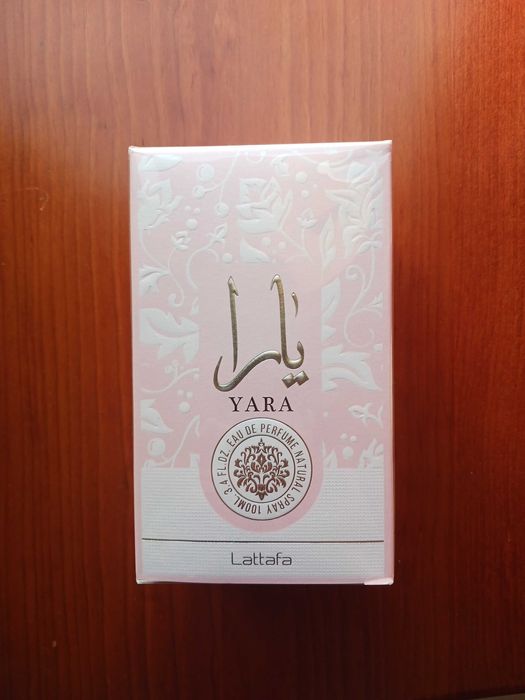 يارا
YARA
EAU DE PERFUME NATURAL SPRAY 100ML. 3.4 FL.OZ.
Lattafa